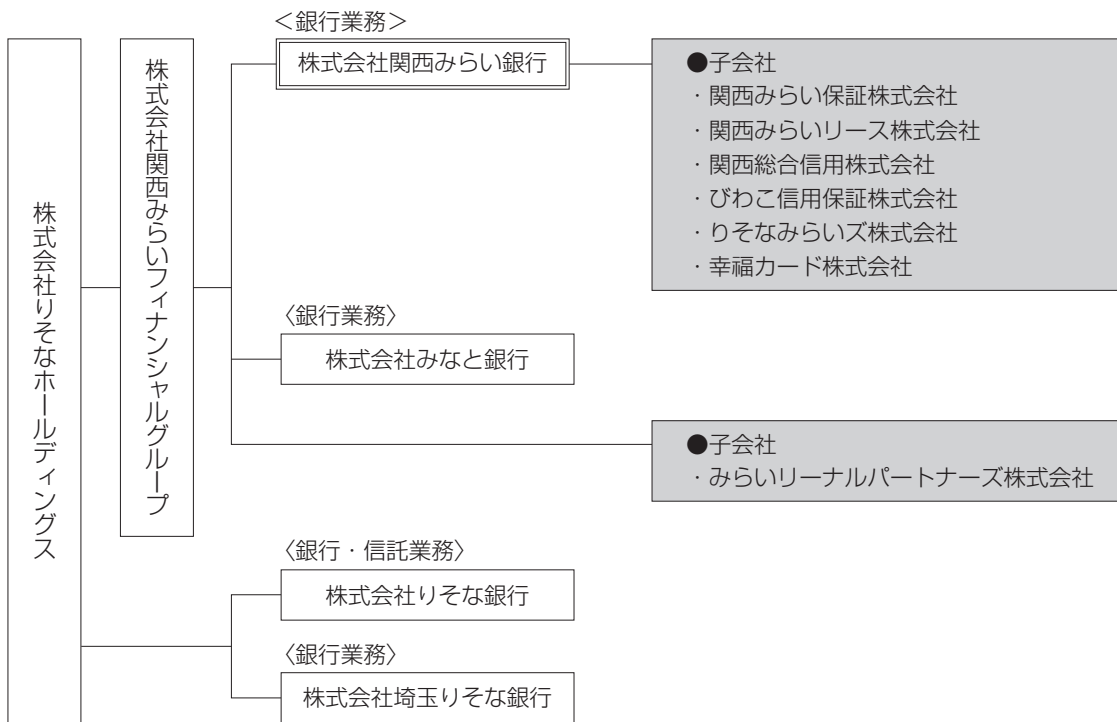 株式会社りそなホールディングス
株式会社関西みらいフィナンシャルグループ
＜銀行業務＞
株式会社関西みらい銀行
●子会社
・関西みらい保証株式会社
・関西みらいリース株式会社
・関西総合信用株式会社
・びわこ信用保証株式会社
・りそなみらいズ株式会社
・幸福カード株式会社
〈銀行業務〉
株式会社みなと銀行
●子会社
・みらいリーナルパートナーズ株式会社
〈銀行・信託業務〉
株式会社りそな銀行
〈銀行業務〉
株式会社埼玉りそな銀行